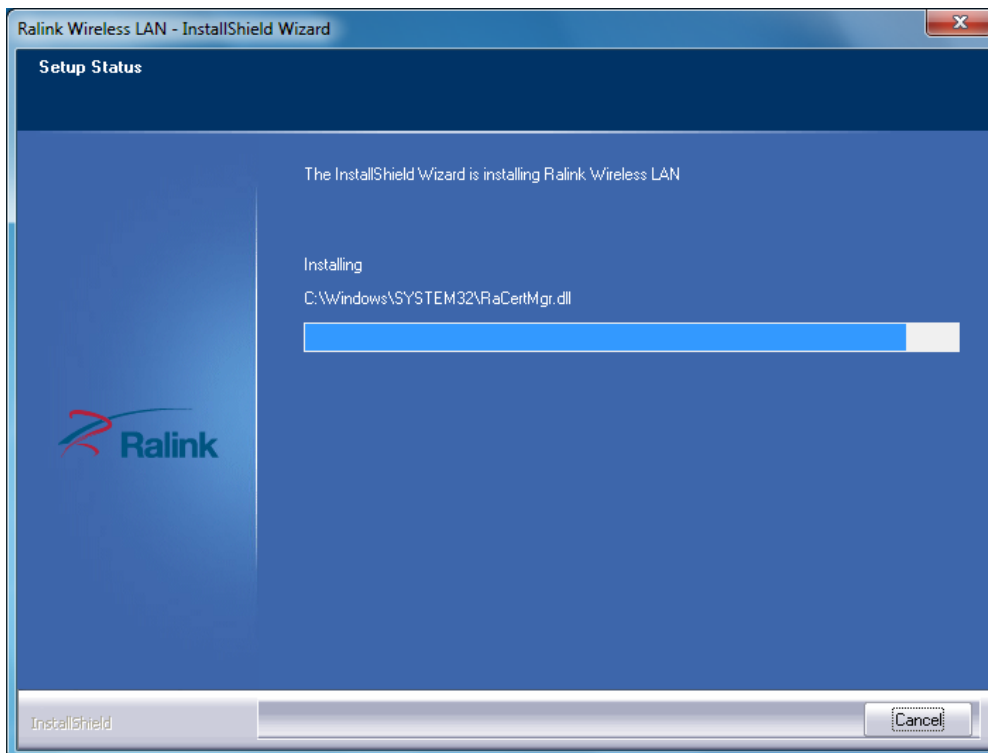 Ralink Wireless LAN - InstallShield Wizard
Setup Status
The InstallShield Wizard is installing Ralink Wireless LAN
Installing
C:\Windows\SYSTEM32\RaCertMgr.dll
Ralink
InstallShield
Cancel